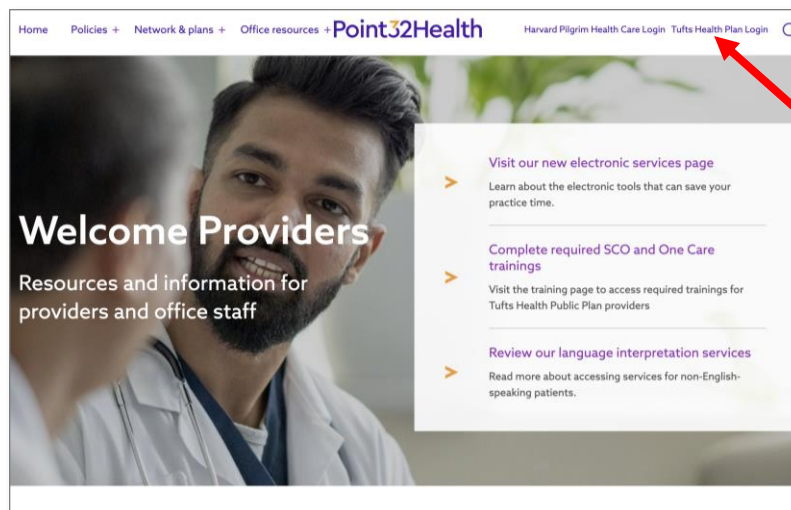 Home Policies + Network & plans + Office resources + Point32Health Harvard Pilgrim Health Care Login Tufts Health Plan Login
Visit our new electronic services page
Learn about the electronic tools that can save your
practice time.
Welcome Providers
Resources and information for
providers and office staff
Complete required SCO and One Care
trainings
Visit the training page to access required trainings for
Tufts Health Public Plan providers
Review our language interpretation services
Read more about accessing services for non-English-
speaking patients.